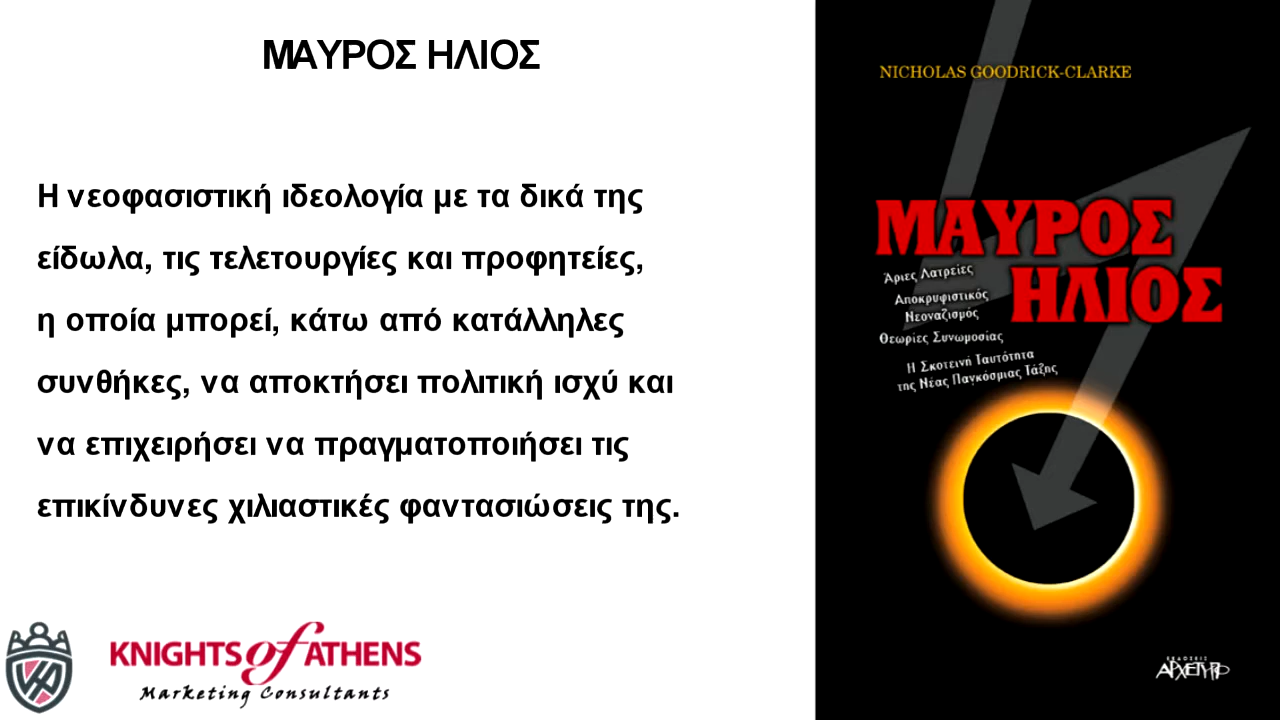 ΜΑΥΡΟΣ ΗΛΙΟΣ
Η νεοφασιστική ιδεολογία με τα δικά της
είδωλα, τις τελετουργίες και προφητείες,
η οποία μπορεί, κάτω από κατάλληλες
συνθήκες, να αποκτήσει πολιτική ισχύ και
να επιχειρήσει να πραγματοποιήσει τις
επικίνδυνες χιλιαστικές φαντασιώσεις της.
KNIGHTS of ATHENS
Marketing Consultants
NICHOLAS GOODRICK-CLARKE
ΜΑΥΡΟΣ
ΗΛΙΟΣ
Άριες Λατρείες
Αποκρυφιστικός
Νεοναζισμός
Θεωρίες Συνωμοσίας
Η Σκοτεινή Ταυτότητα
της Νέας Παγκόσμιας Τάξης
ΕΚΔΟΣΕΙΣ
ΑΡΧΕΤΥΠΟ